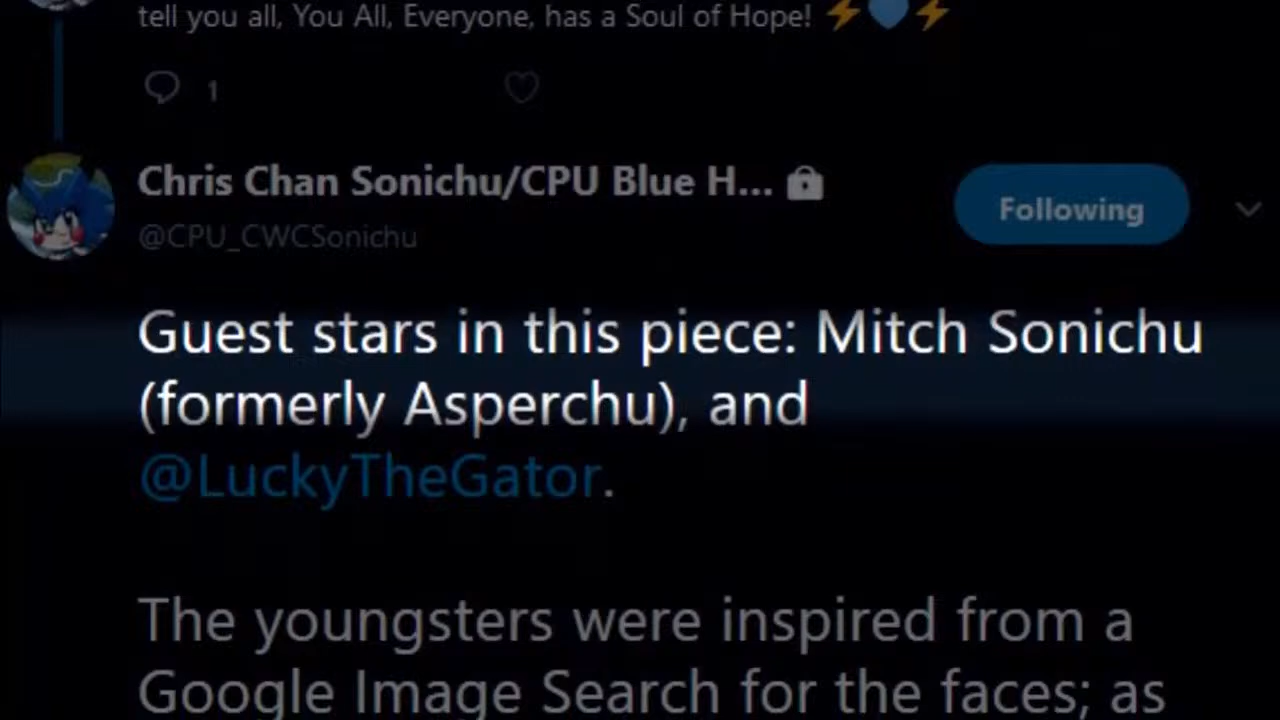 tell you all, You All, Everyone, has a Soul of Hope! ⚡💙⚡
1
Chris Chan Sonichu/CPU Blue H...
@CPU_CWCSonichu
Following
Guest stars in this piece: Mitch Sonichu
(formerly Asperchu), and
@LuckyTheGator.
The youngsters were inspired from a
Google Image Search for the faces; as